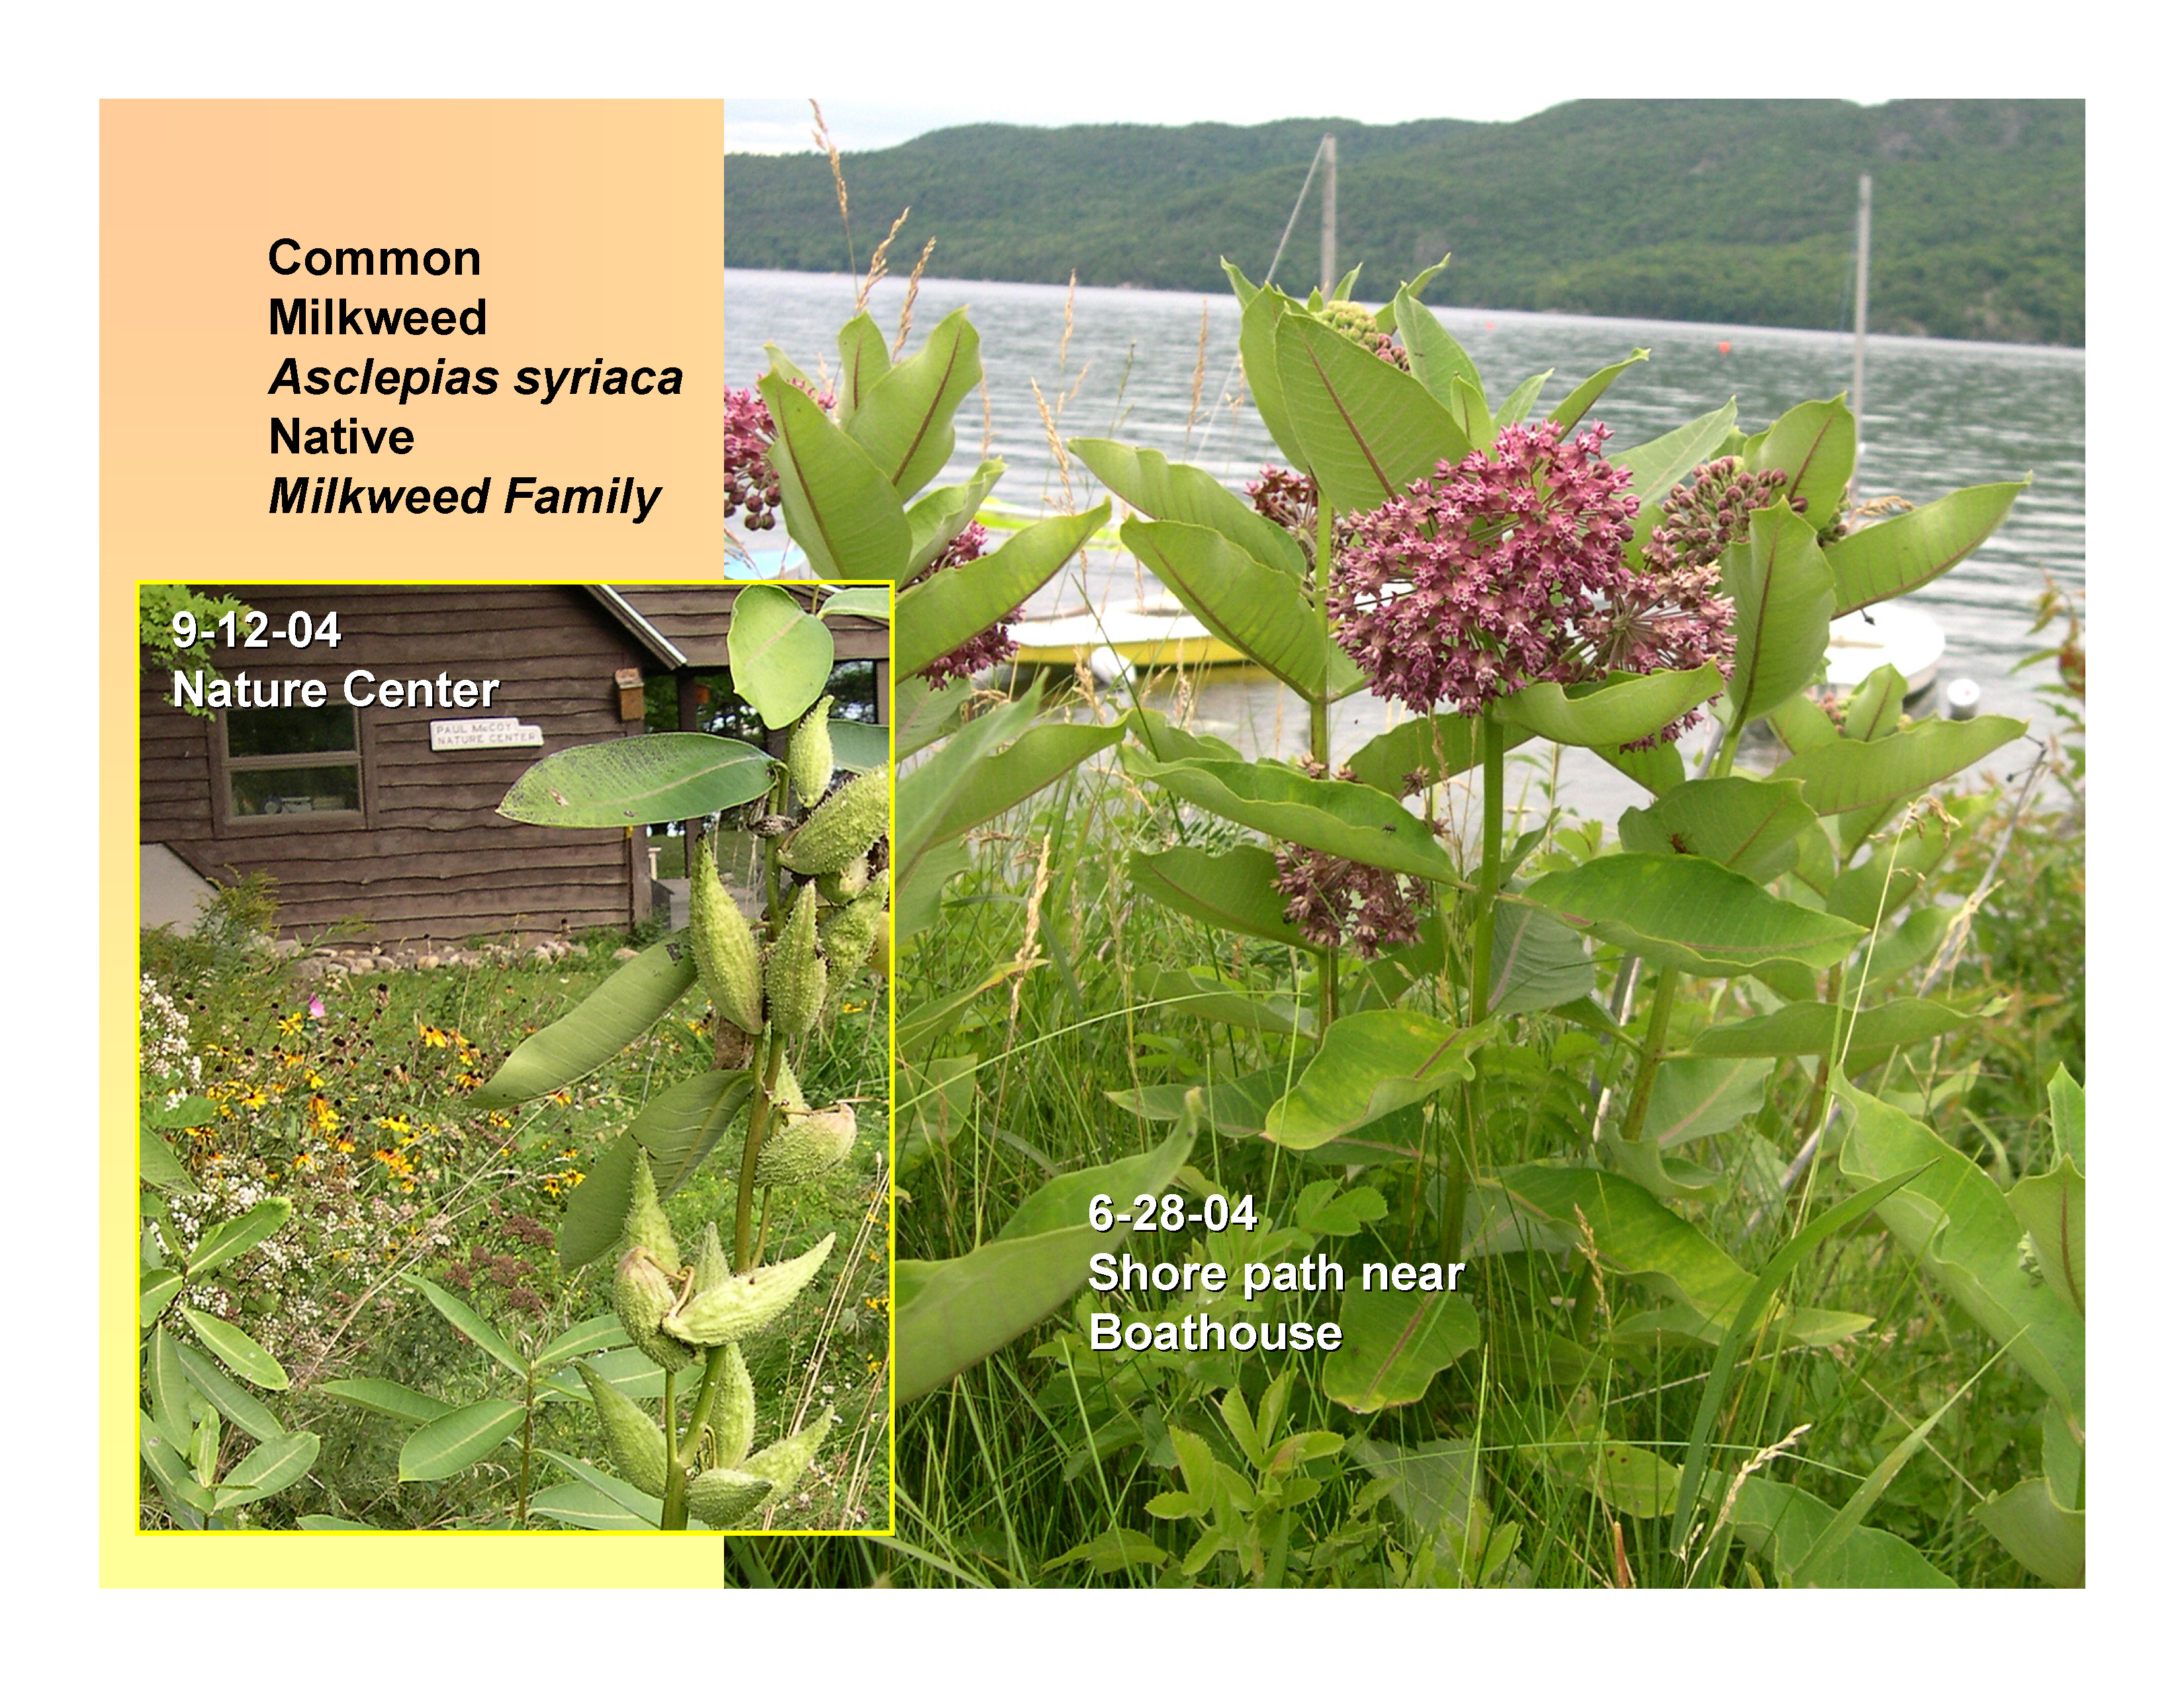 Common
Milkweed
Asclepias syriaca
Native
Milkweed Family
9-12-04
Nature Center
PAUL McCOY
NATURE CENTER
6-28-04
Shore path near
Boathouse